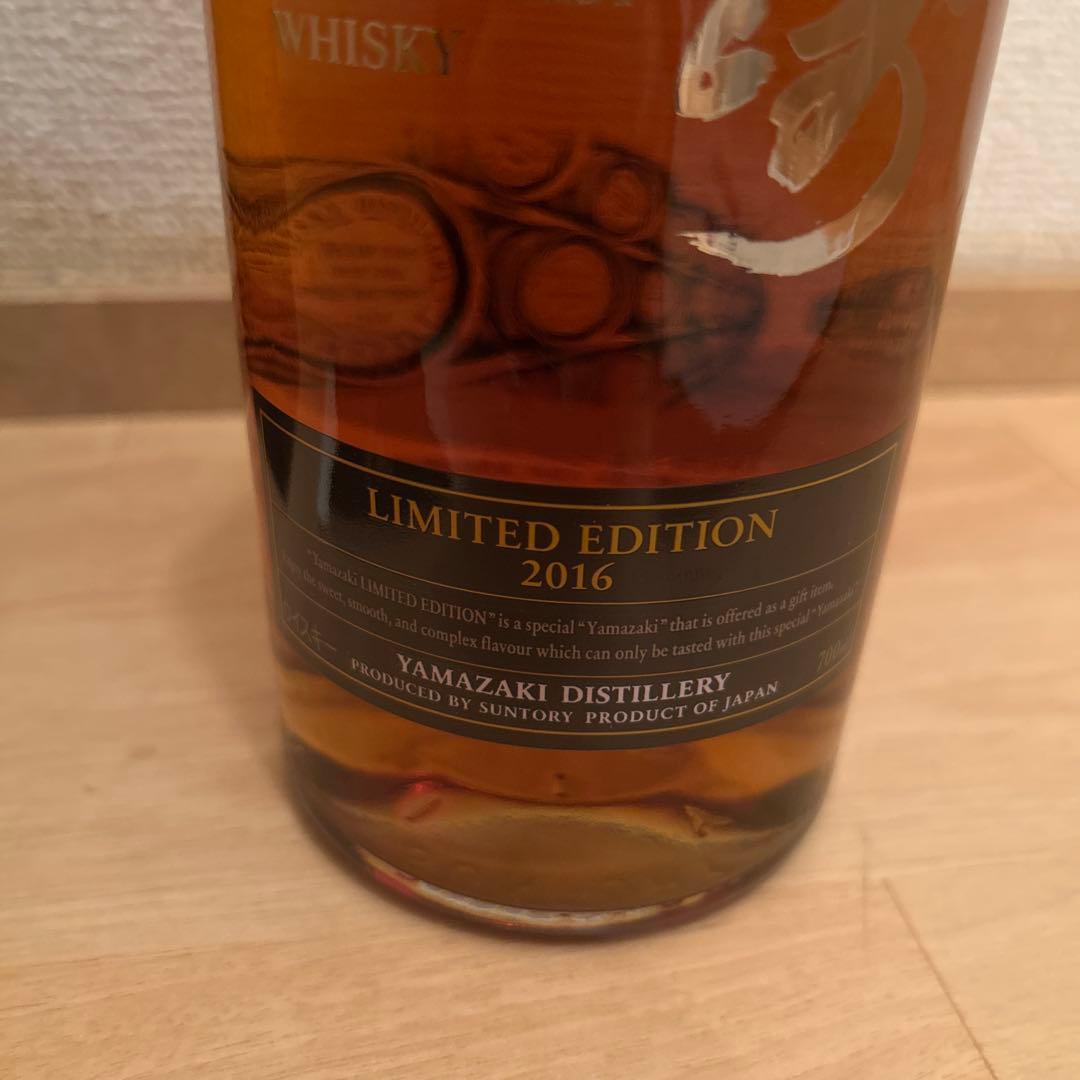 WHISKY
LIMITED EDITION
2016
"Yamazaki LIMITED EDITION" is a special "Yamazaki" that is offered as a gift item.
Enjoy the sweet, smooth, and complex flavour which can only be tasted with this special "Yamazaki"
ウイスキー
700ml
YAMAZAKI DISTILLERY
PRODUCED BY SUNTORY PRODUCT OF JAPAN